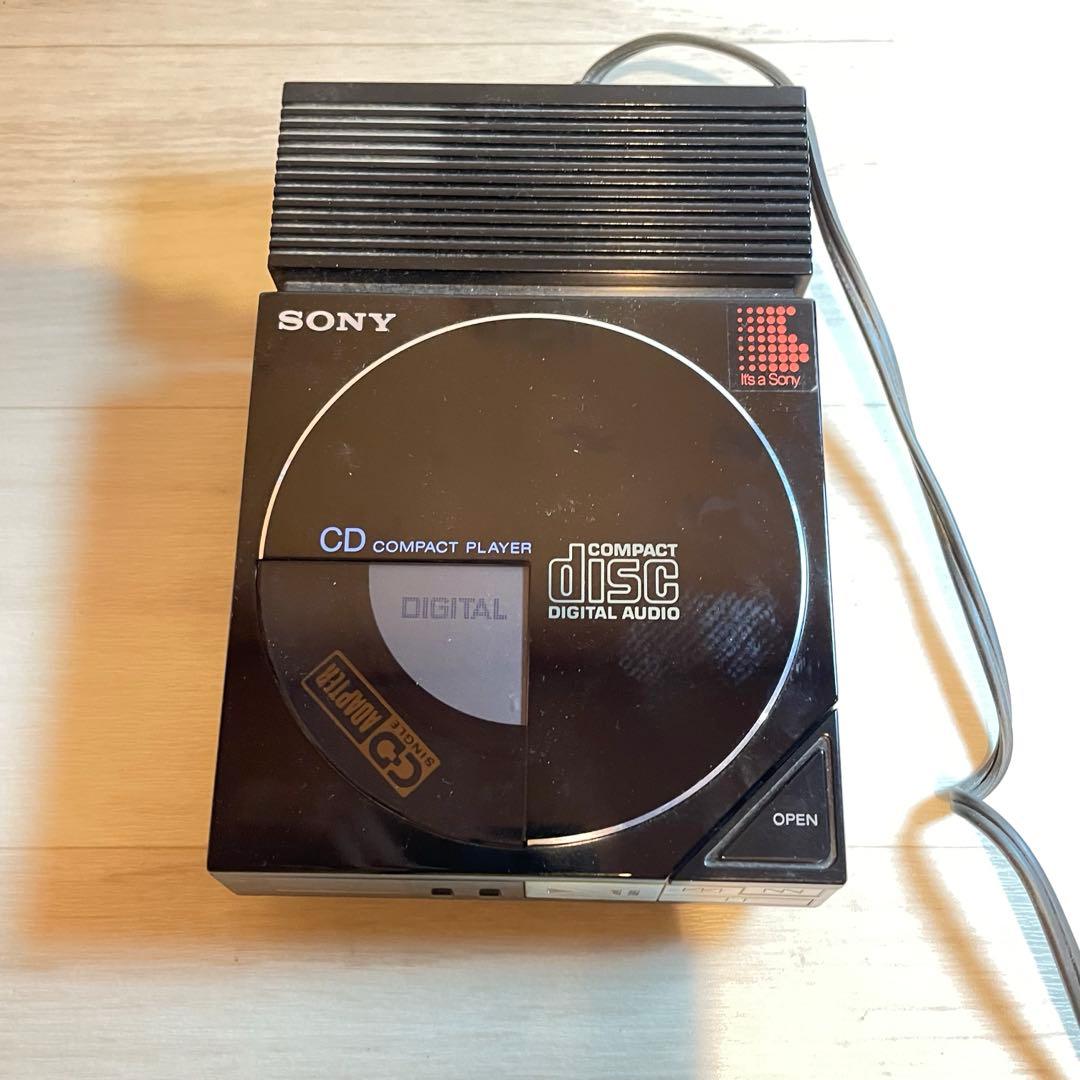 SONY
It's a Sony
CD COMPACT PLAYER
COMPACT
disc
DIGITAL AUDIO
DIGITAL
CD SINGLE
ADAPTER
OPEN